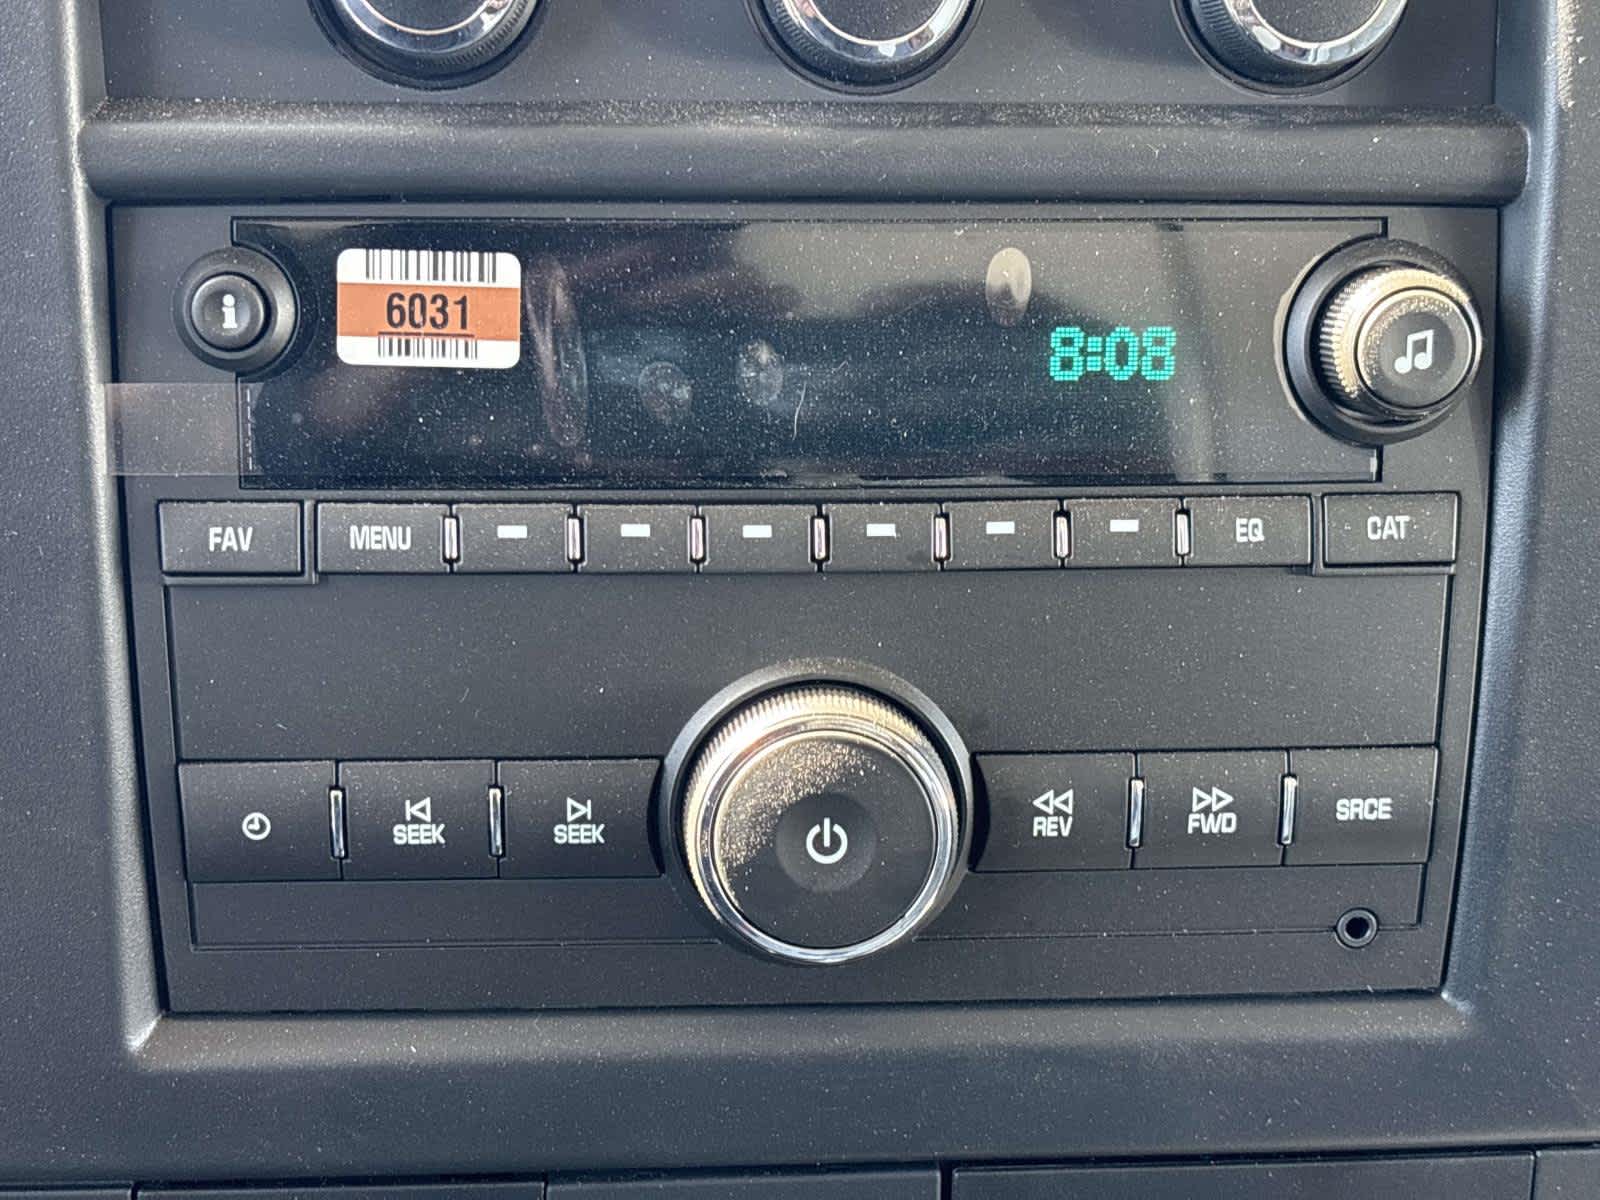 i
6031
8:08
FAV MENU EQ CAT
SEEK SEEK REV FWD SRCE